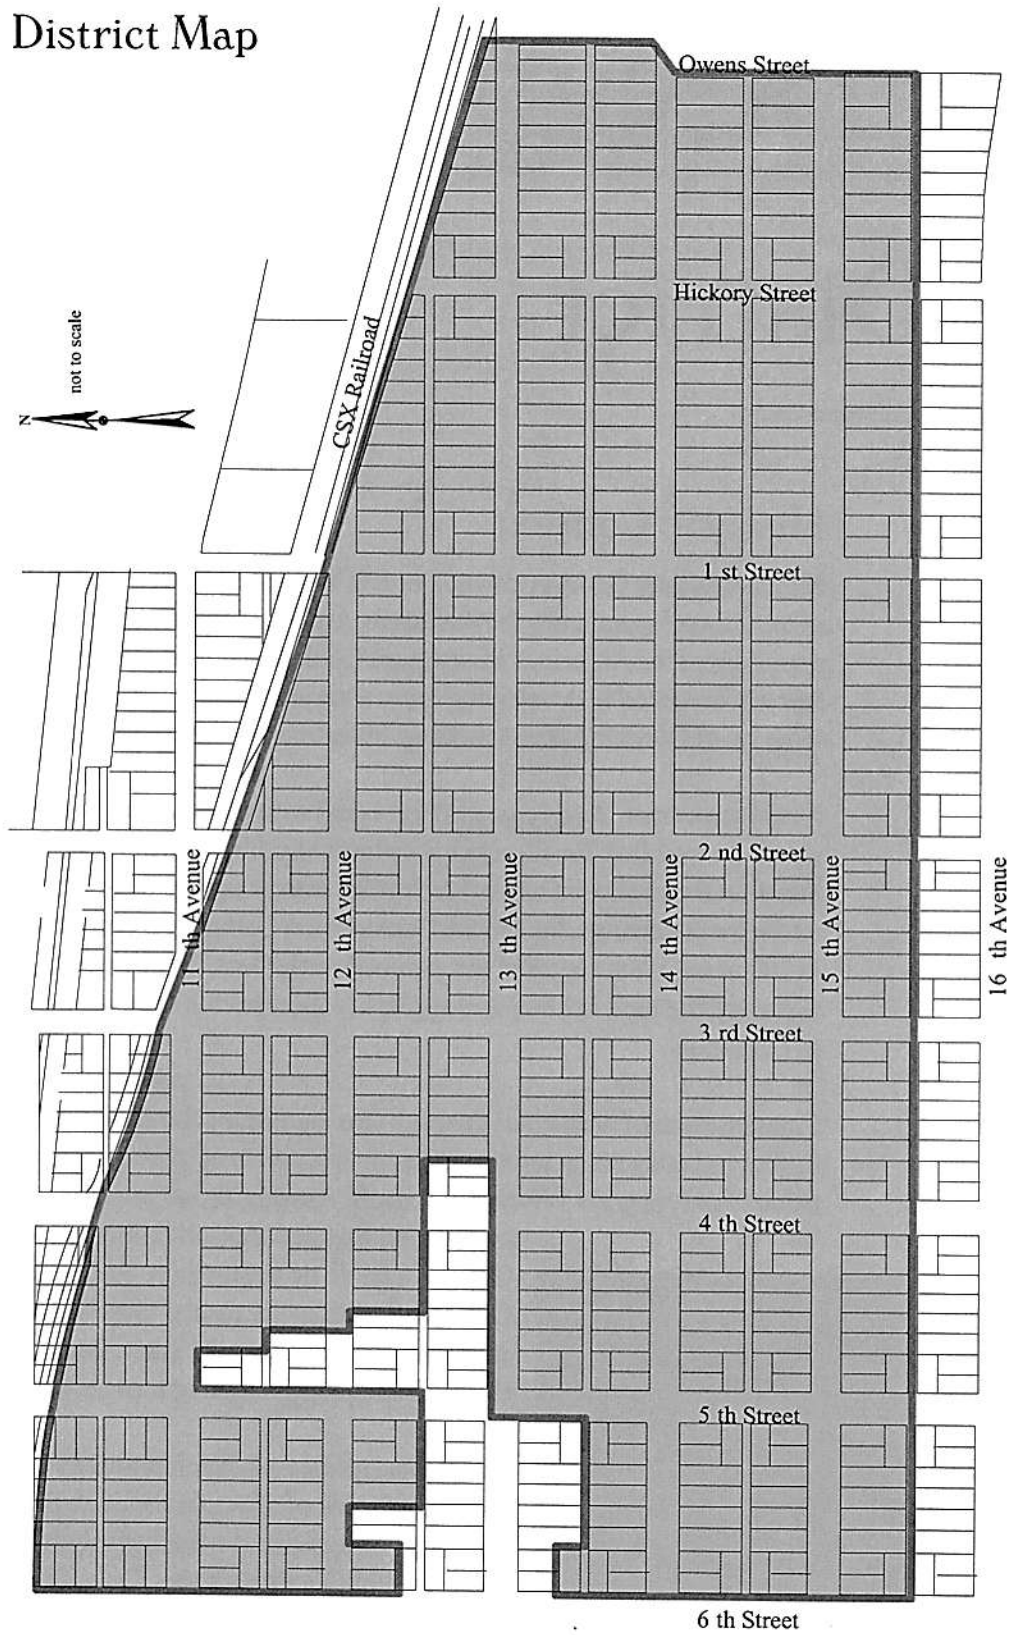 District Map
Owens Street
Hickory Street
not to scale
N
CSX Railroad
1 st Street
2 nd Street
11 th Avenue
12 th Avenue
13 th Avenue
14 th Avenue
15 th Avenue
16 th Avenue
3 rd Street
4 th Street
5 th Street
6 th Street